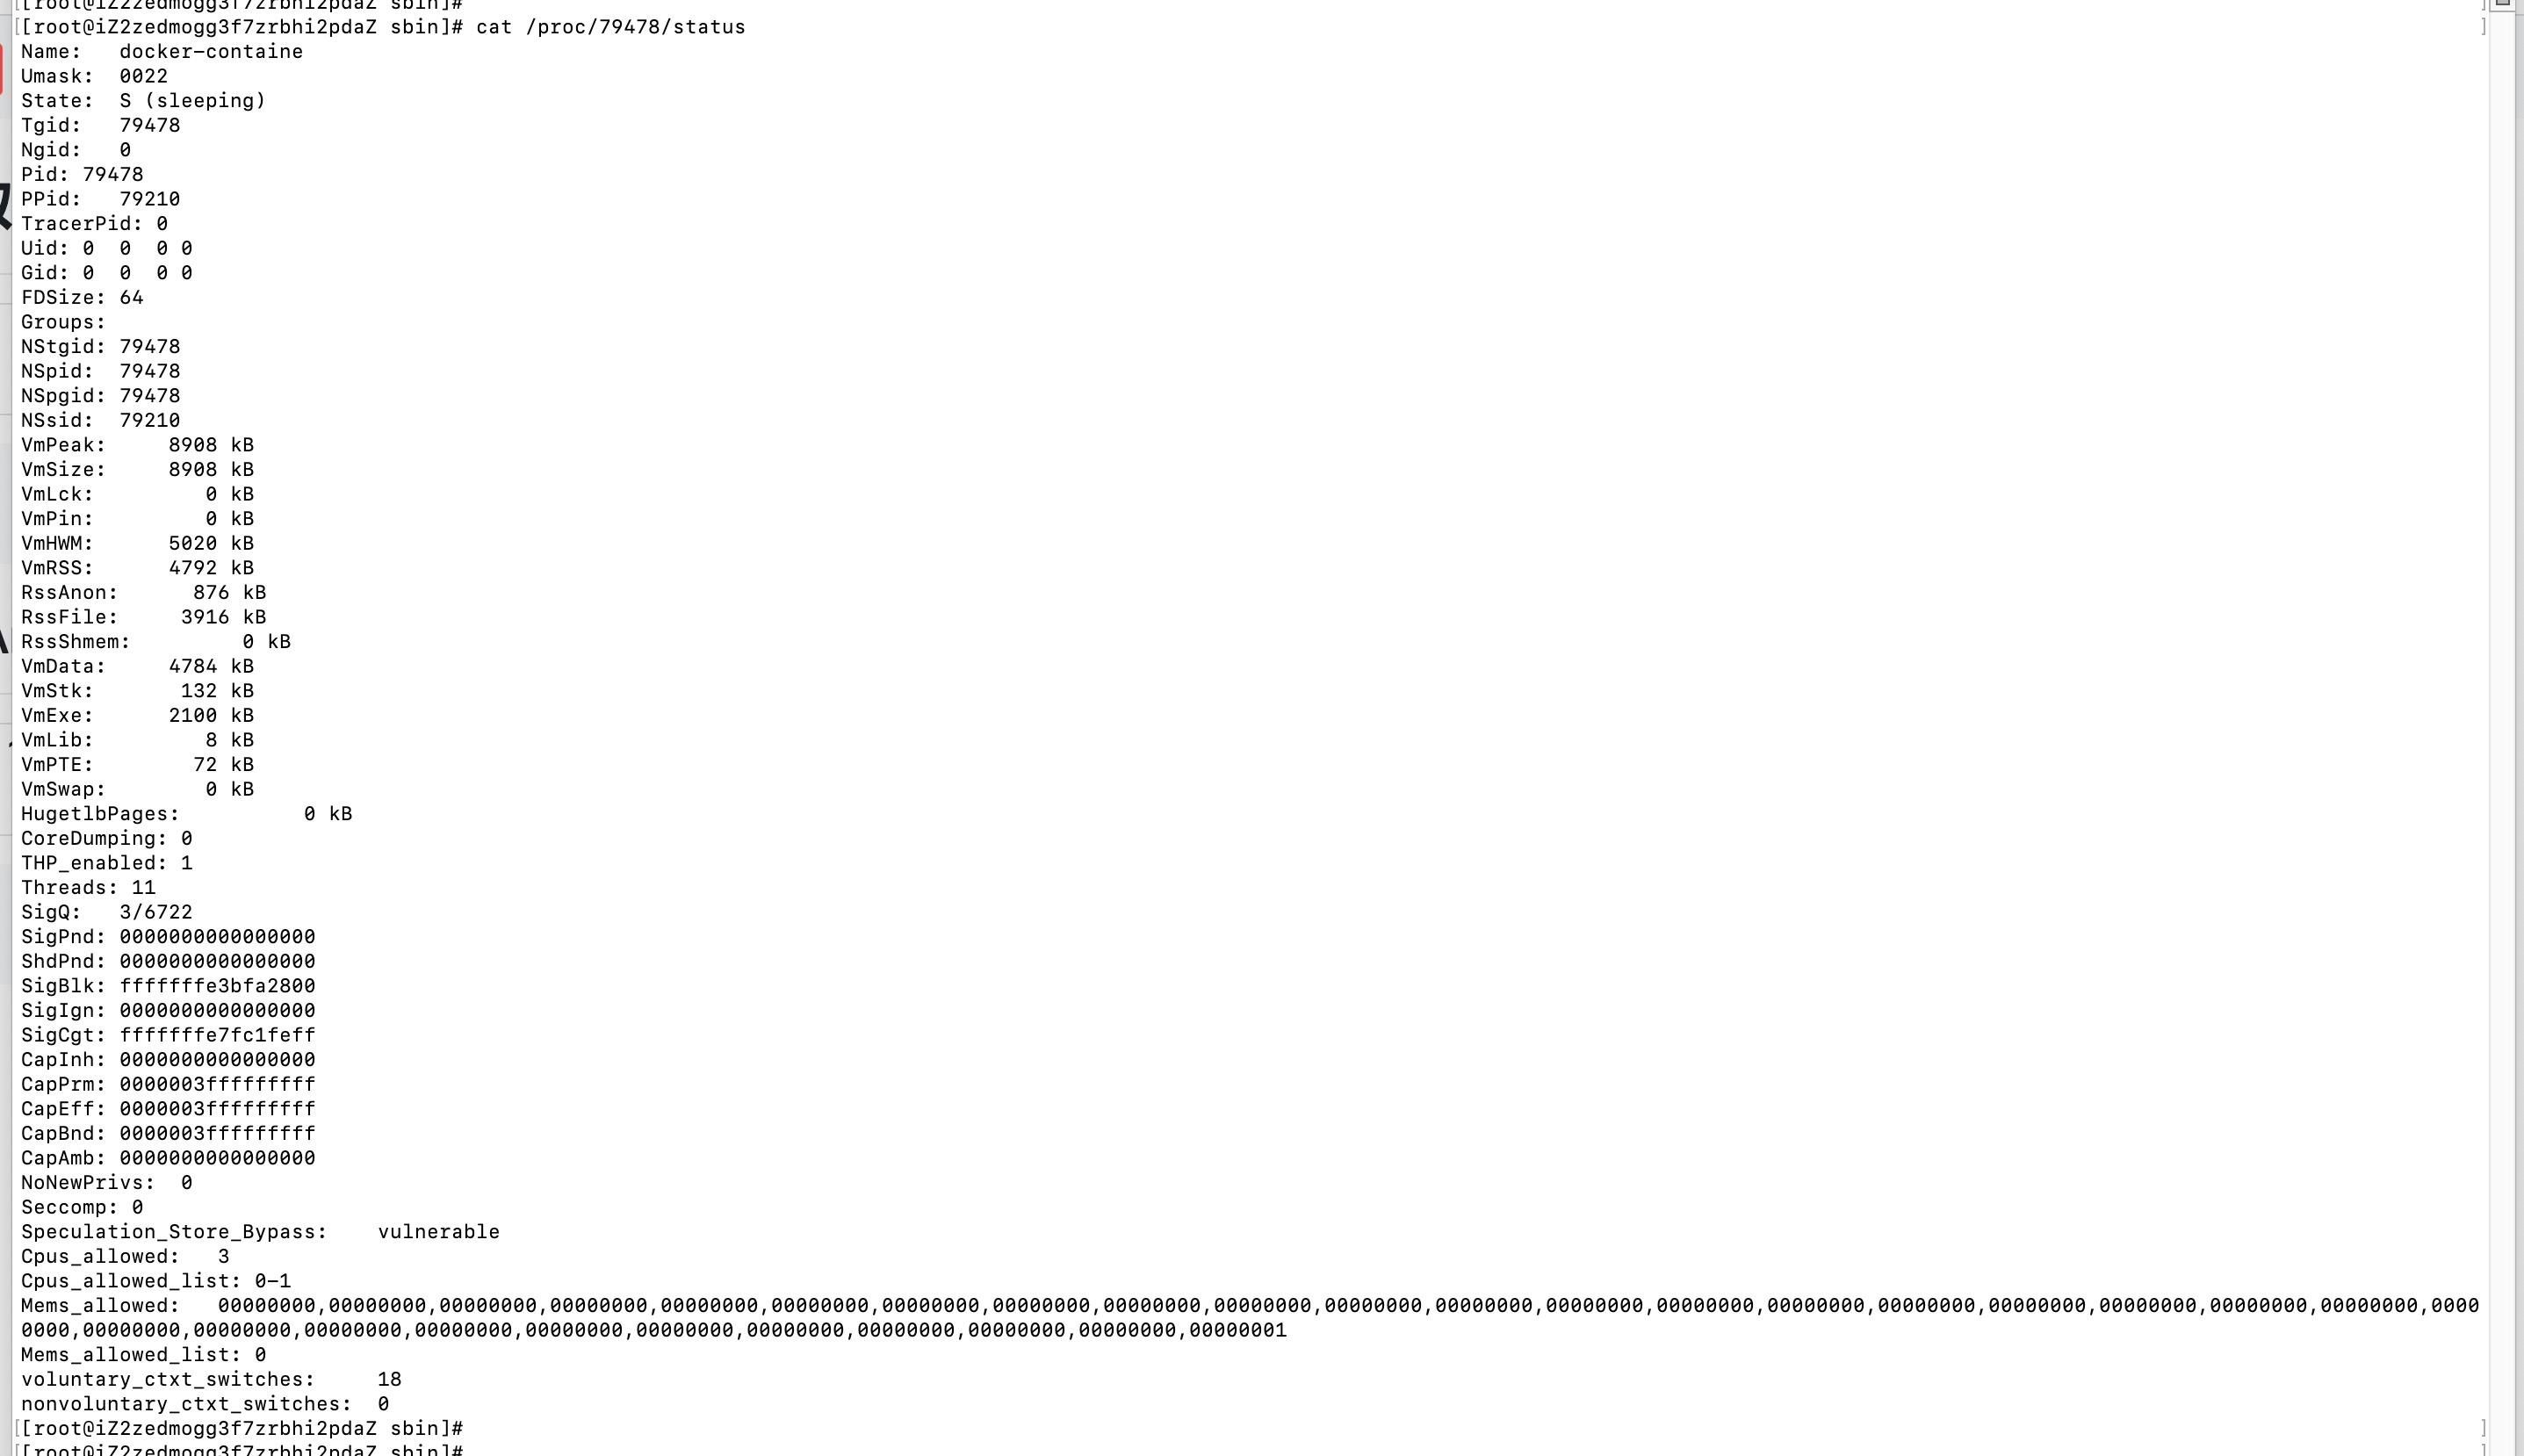 [[root@iZ2zedmogg3f7zrbhi2pdaZ sbin]#
[[root@iZ2zedmogg3f7zrbhi2pdaZ sbin]# cat /proc/79478/status ]
Name:   docker-containe
Umask:  0022
State:  S (sleeping)
Tgid:   79478
Ngid:   0
Pid: 79478
PPid:   79210
TracerPid: 0
Uid: 0  0  0 0
Gid: 0  0  0 0
FDSize: 64
Groups:
NStgid: 79478
NSpid:  79478
NSpgid: 79478
NSsid:  79210
VmPeak:     8908 kB
VmSize:     8908 kB
VmLck:         0 kB
VmPin:         0 kB
VmHWM:      5020 kB
VmRSS:      4792 kB
RssAnon:      876 kB
RssFile:     3916 kB
RssShmem:         0 kB
VmData:     4784 kB
VmStk:       132 kB
VmExe:      2100 kB
VmLib:         8 kB
VmPTE:        72 kB
VmSwap:        0 kB
HugetlbPages:          0 kB
CoreDumping: 0
THP_enabled: 1
Threads: 11
SigQ:   3/6722
SigPnd: 0000000000000000
ShdPnd: 0000000000000000
SigBlk: fffffffe3bfa2800
SigIgn: 0000000000000000
SigCgt: fffffffe7fc1feff
CapInh: 0000000000000000
CapPrm: 0000003fffffffff
CapEff: 0000003fffffffff
CapBnd: 0000003fffffffff
CapAmb: 0000000000000000
NoNewPrivs:  0
Seccomp: 0
Speculation_Store_Bypass:    vulnerable
Cpus_allowed:   3
Cpus_allowed_list: 0-1
Mems_allowed:   00000000,00000000,00000000,00000000,00000000,00000000,00000000,00000000,00000000,00000000,00000000,00000000,00000000,00000000,00000000,00000000,00000000,00000000,00000000,00000000,0000
0000,00000000,00000000,00000000,00000000,00000000,00000000,00000000,00000000,00000000,00000000,00000001
Mems_allowed_list: 0
voluntary_ctxt_switches:     18
nonvoluntary_ctxt_switches:  0
[[root@iZ2zedmogg3f7zrbhi2pdaZ sbin]# ]
[[root@iZ2zedmogg3f7zrbhi2pdaZ sbin]# ]